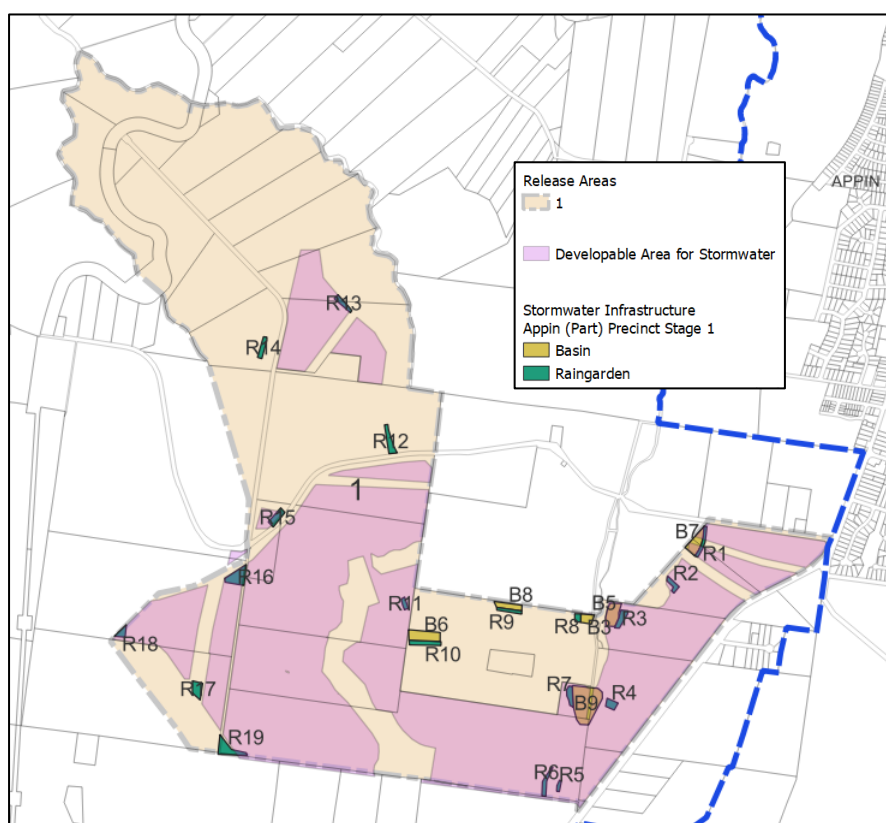 Release Areas
1
APPIN
Developable Area for Stormwater
R13
Stormwater Infrastructure
Appin (Part) Precinct Stage 1
R14
Basin
Raingarden
R12
1
R15
B7
R1
R16
R2
R11
B8
B5
R9
R8
B3
R3
B6
R18
R10
R17
R7
R4
B9
R19
R6
R5